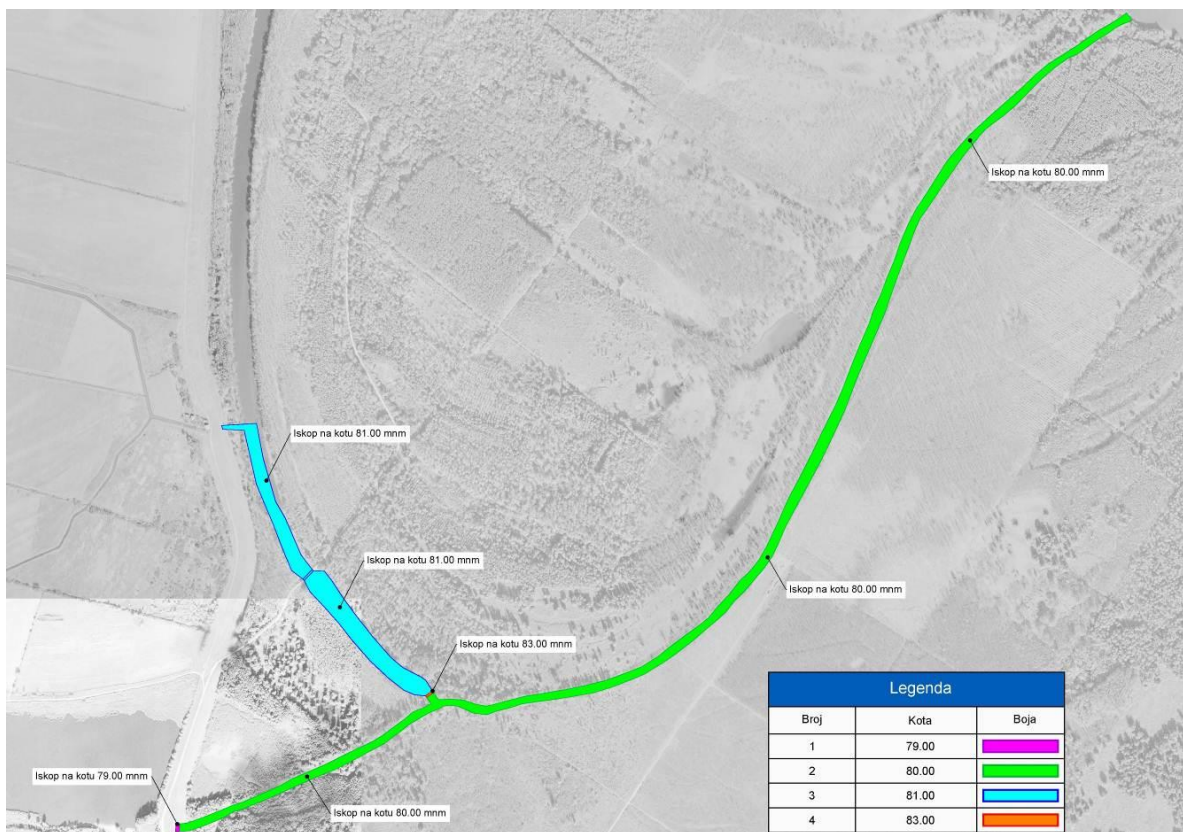 Iskop na kotu 80.00 mnm
Iskop na kotu 81.00 mnm
Iskop na kotu 81.00 mnm
Iskop na kotu 80.00 mnm
Iskop na kotu 83.00 mnm
Iskop na kotu 79.00 mnm
Iskop na kotu 80.00 mnm
Legenda
Broj Kota Boja
1 79.00
2 80.00
3 81.00
4 83.00